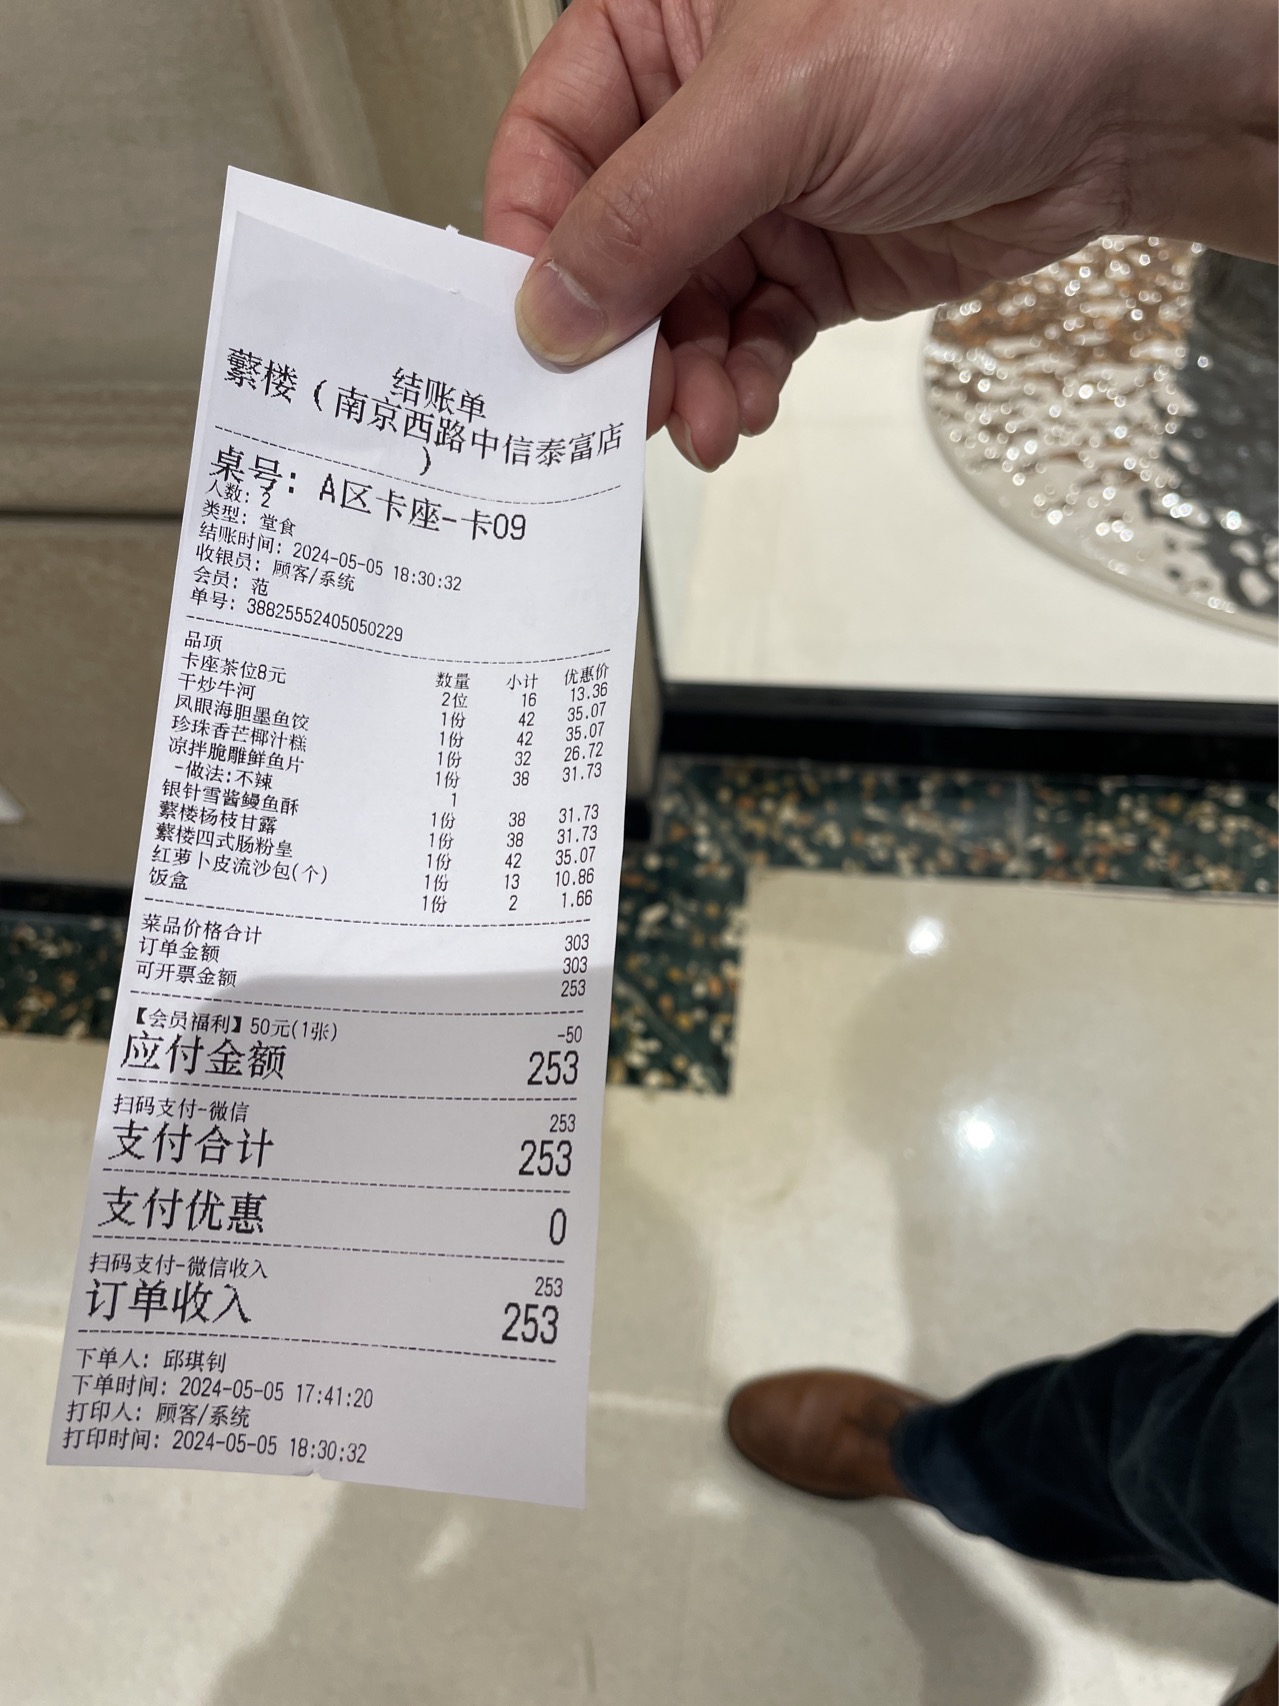 结账单
蘩楼（南京西路中信泰富店
）
桌号：A区卡座-卡09
人数：2
类型：堂食
结账时间：2024-05-05 18:30:32
收银员：顾客/系统
会员：范
单号：38825552405050229
品项 数量 小计 优惠价
卡座茶位8元 2位 16 13.36
干炒牛河 1份 42 35.07
凤眼海胆墨鱼饺 1份 42 35.07
珍珠香芒椰汁糕 1份 32 26.72
凉拌脆雕鲜鱼片 1份 38 31.73
-做法:不辣 1
银针雪酱鳗鱼酥 1份 38 31.73
蘩楼杨枝甘露 1份 38 31.73
蘩楼四式肠粉皇 1份 42 35.07
红萝卜皮流沙包(个) 1份 13 10.86
饭盒 1份 2 1.66
菜品价格合计 303
订单金额 303
可开票金额 253
【会员福利】50元(1张) -50
应付金额 253
扫码支付-微信 253
支付合计 253
支付优惠 0
扫码支付-微信收入 253
订单收入 253
下单人：邱琪钊
下单时间：2024-05-05 17:41:20
打印人：顾客/系统
打印时间：2024-05-05 18:30:32